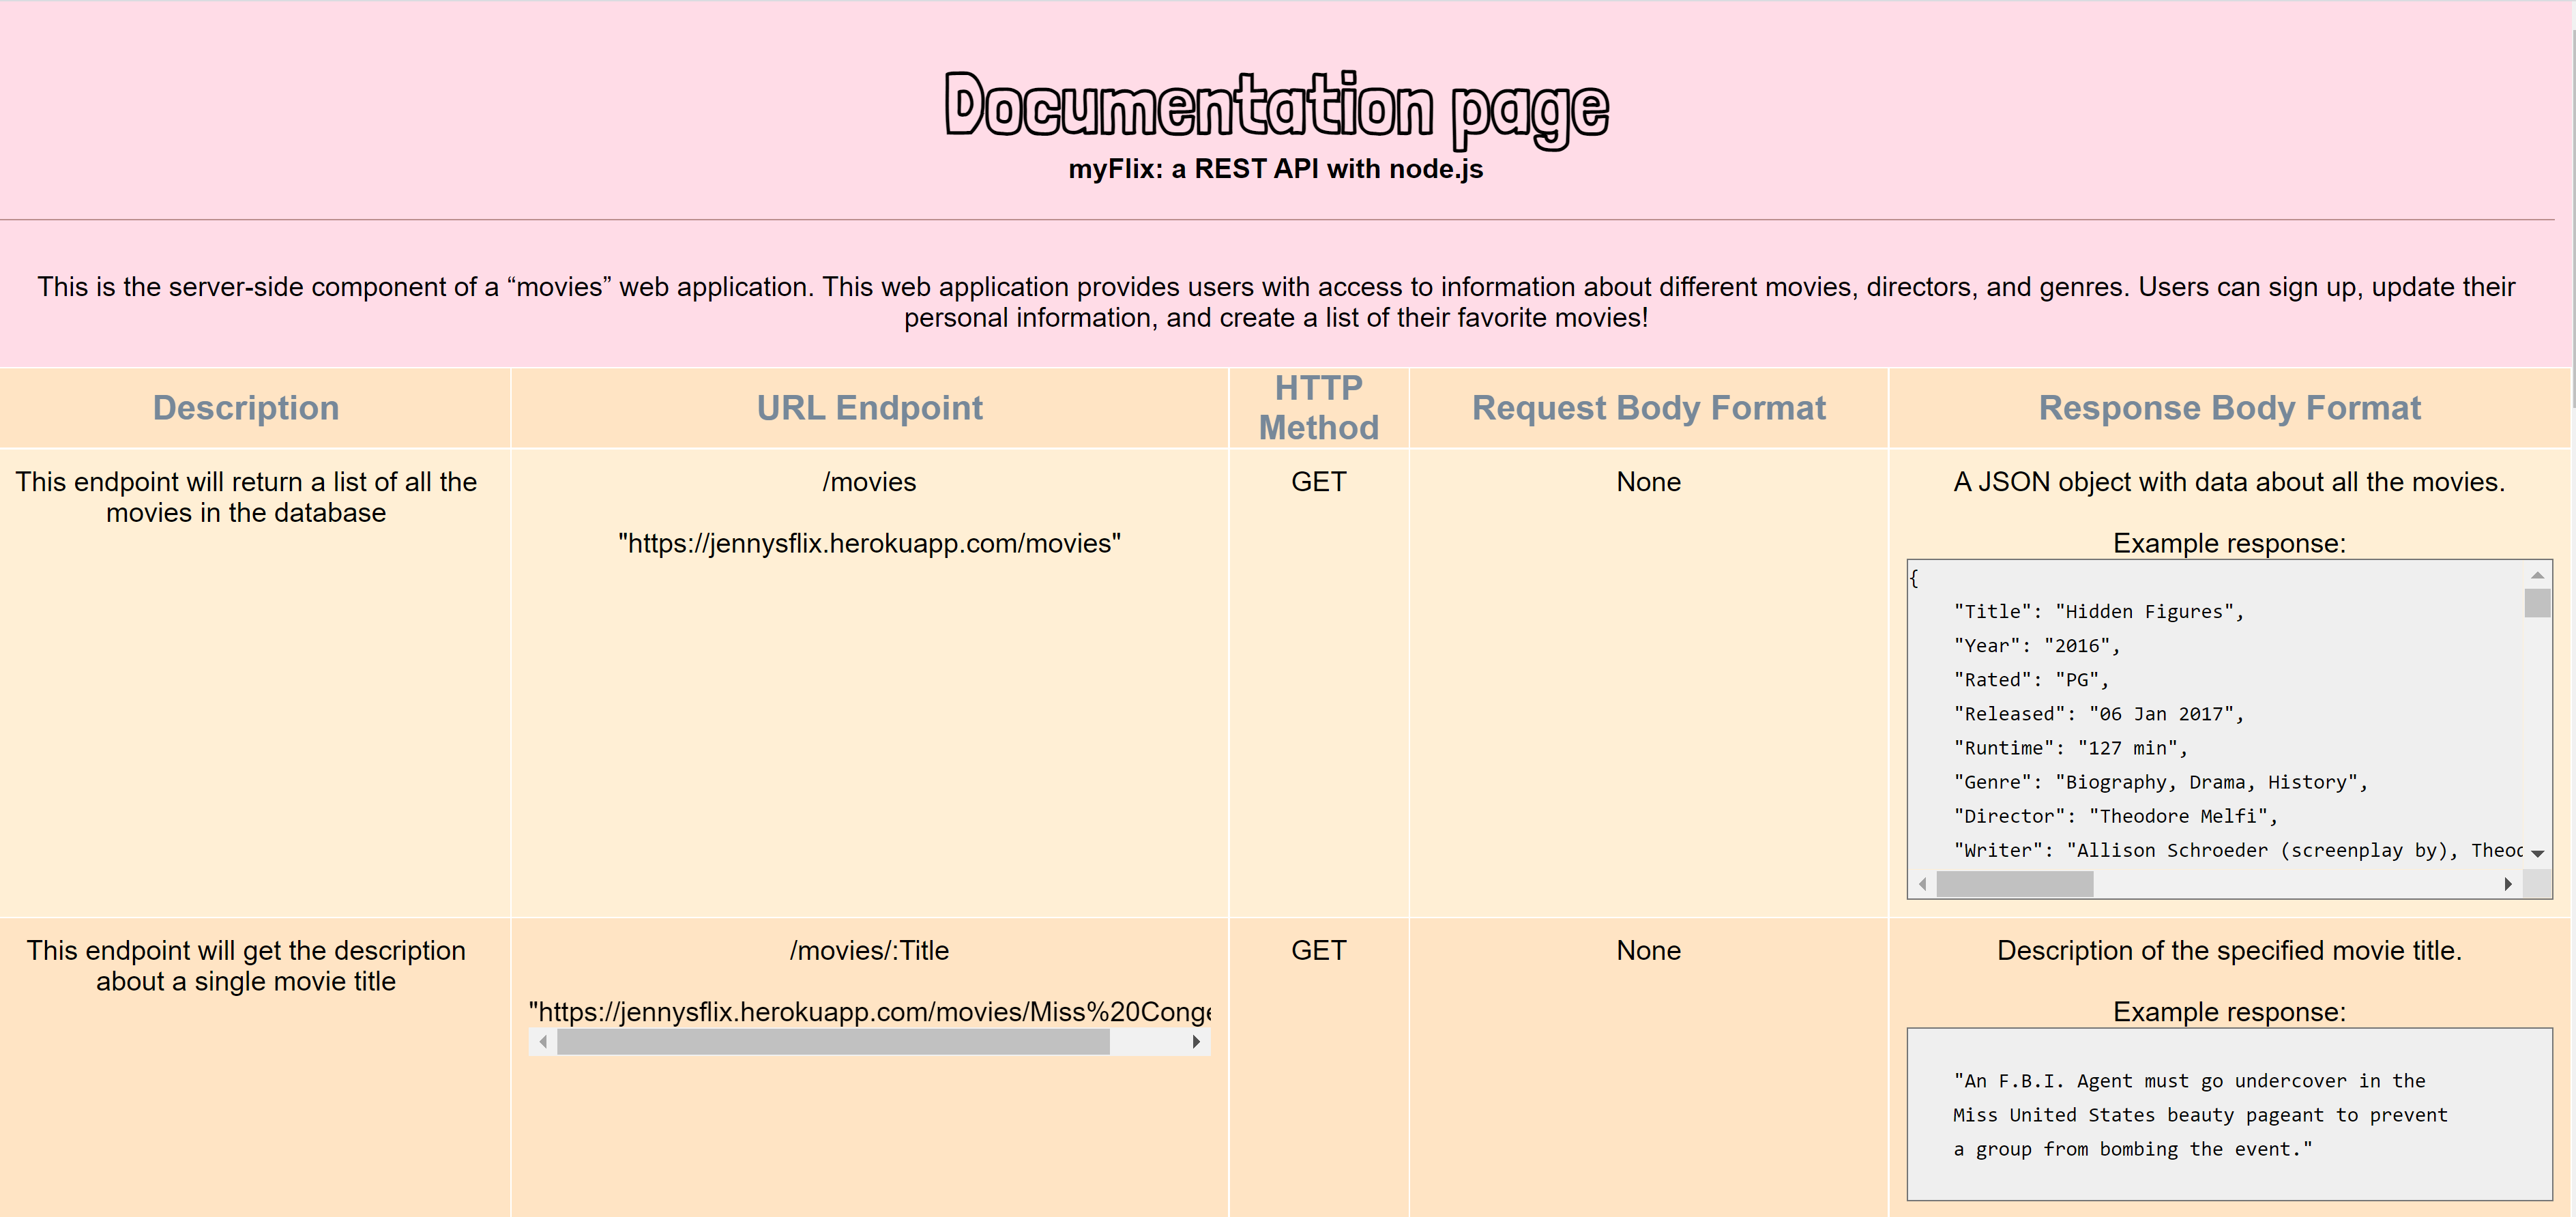 Documentation page
myFlix: a REST API with node.js
This is the server-side component of a “movies” web application. This web application provides users with access to information about different movies, directors, and genres. Users can sign up, update their
personal information, and create a list of their favorite movies!
Description
URL Endpoint
HTTP
Method
Request Body Format
Response Body Format
This endpoint will return a list of all the
movies in the database
/movies
"https://jennysflix.herokuapp.com/movies"
GET
None
A JSON object with data about all the movies.
Example response:
{
"Title": "Hidden Figures",
"Year": "2016",
"Rated": "PG",
"Released": "06 Jan 2017",
"Runtime": "127 min",
"Genre": "Biography, Drama, History",
"Director": "Theodore Melfi",
"Writer": "Allison Schroeder (screenplay by),
This endpoint will get the description
about a single movie title
/movies/:Title
"https://jennysflix.herokuapp.com/movies/Miss%20Conge
GET
None
Description of the specified movie title.
Example response:
"An F.B.I. Agent must go undercover in the
Miss United States beauty pageant to prevent
a group from bombing the event."